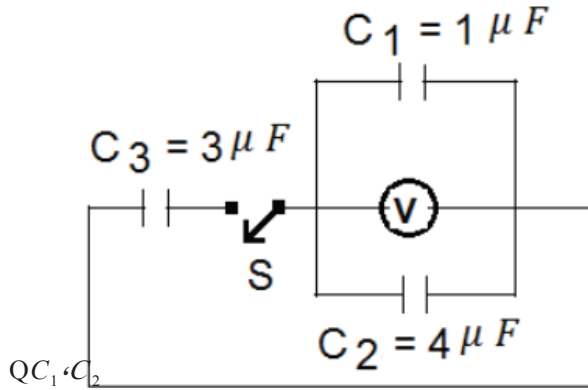 C₁ = 1 μF
C₃ = 3 μF
V
S
C₂ = 4 μF
QC₁،C₂